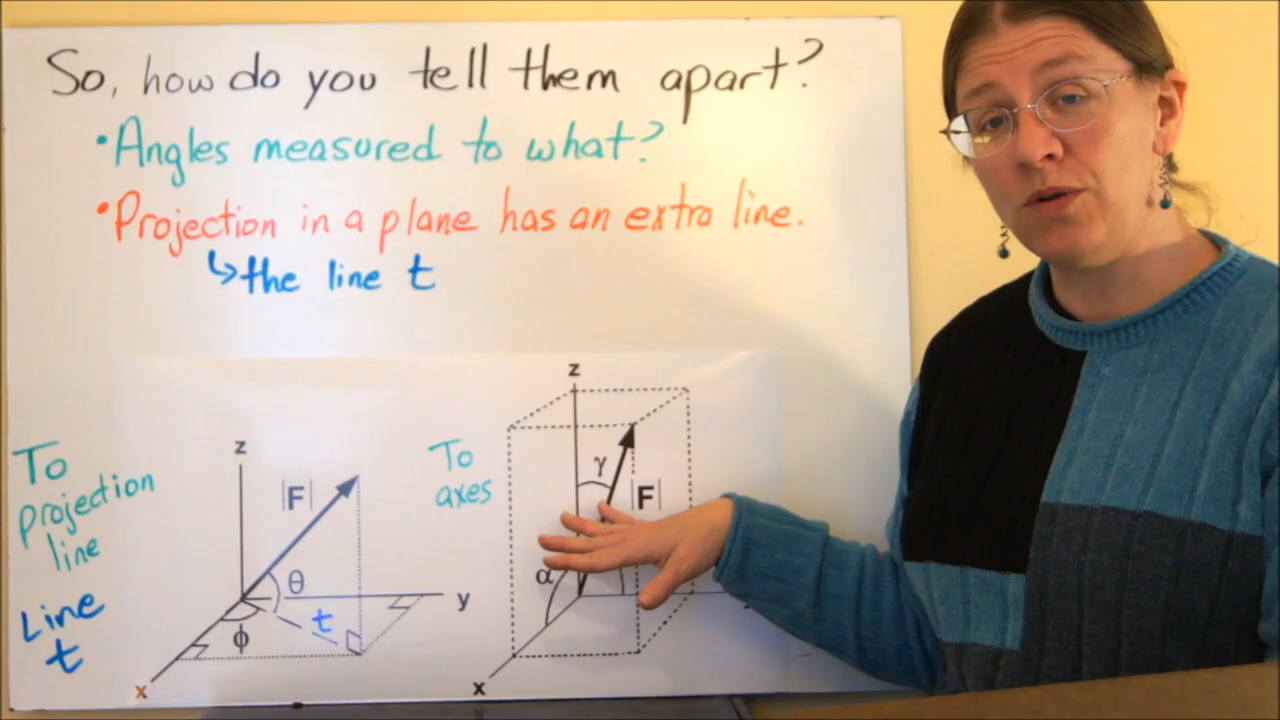 So, how do you tell them apart?
•Angles measured to what?
•Projection in a plane has an extra line.
↳the line t
To
projection
line
Line
t
z
|F|
θ
y
t
ϕ
x
To
axes
z
γ
|F|
α
x